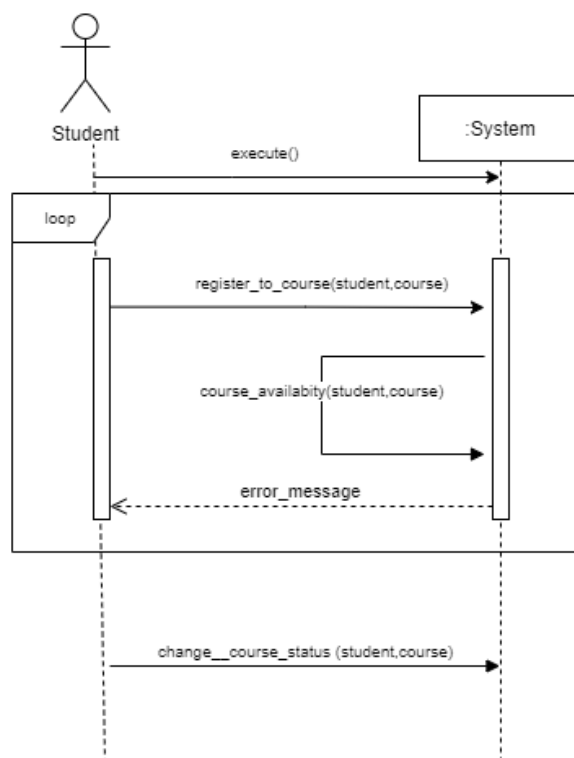 Student
:System
execute()
loop
register_to_course(student,course)
course_availabity(student,course)
error_message
change__course_status (student,course)